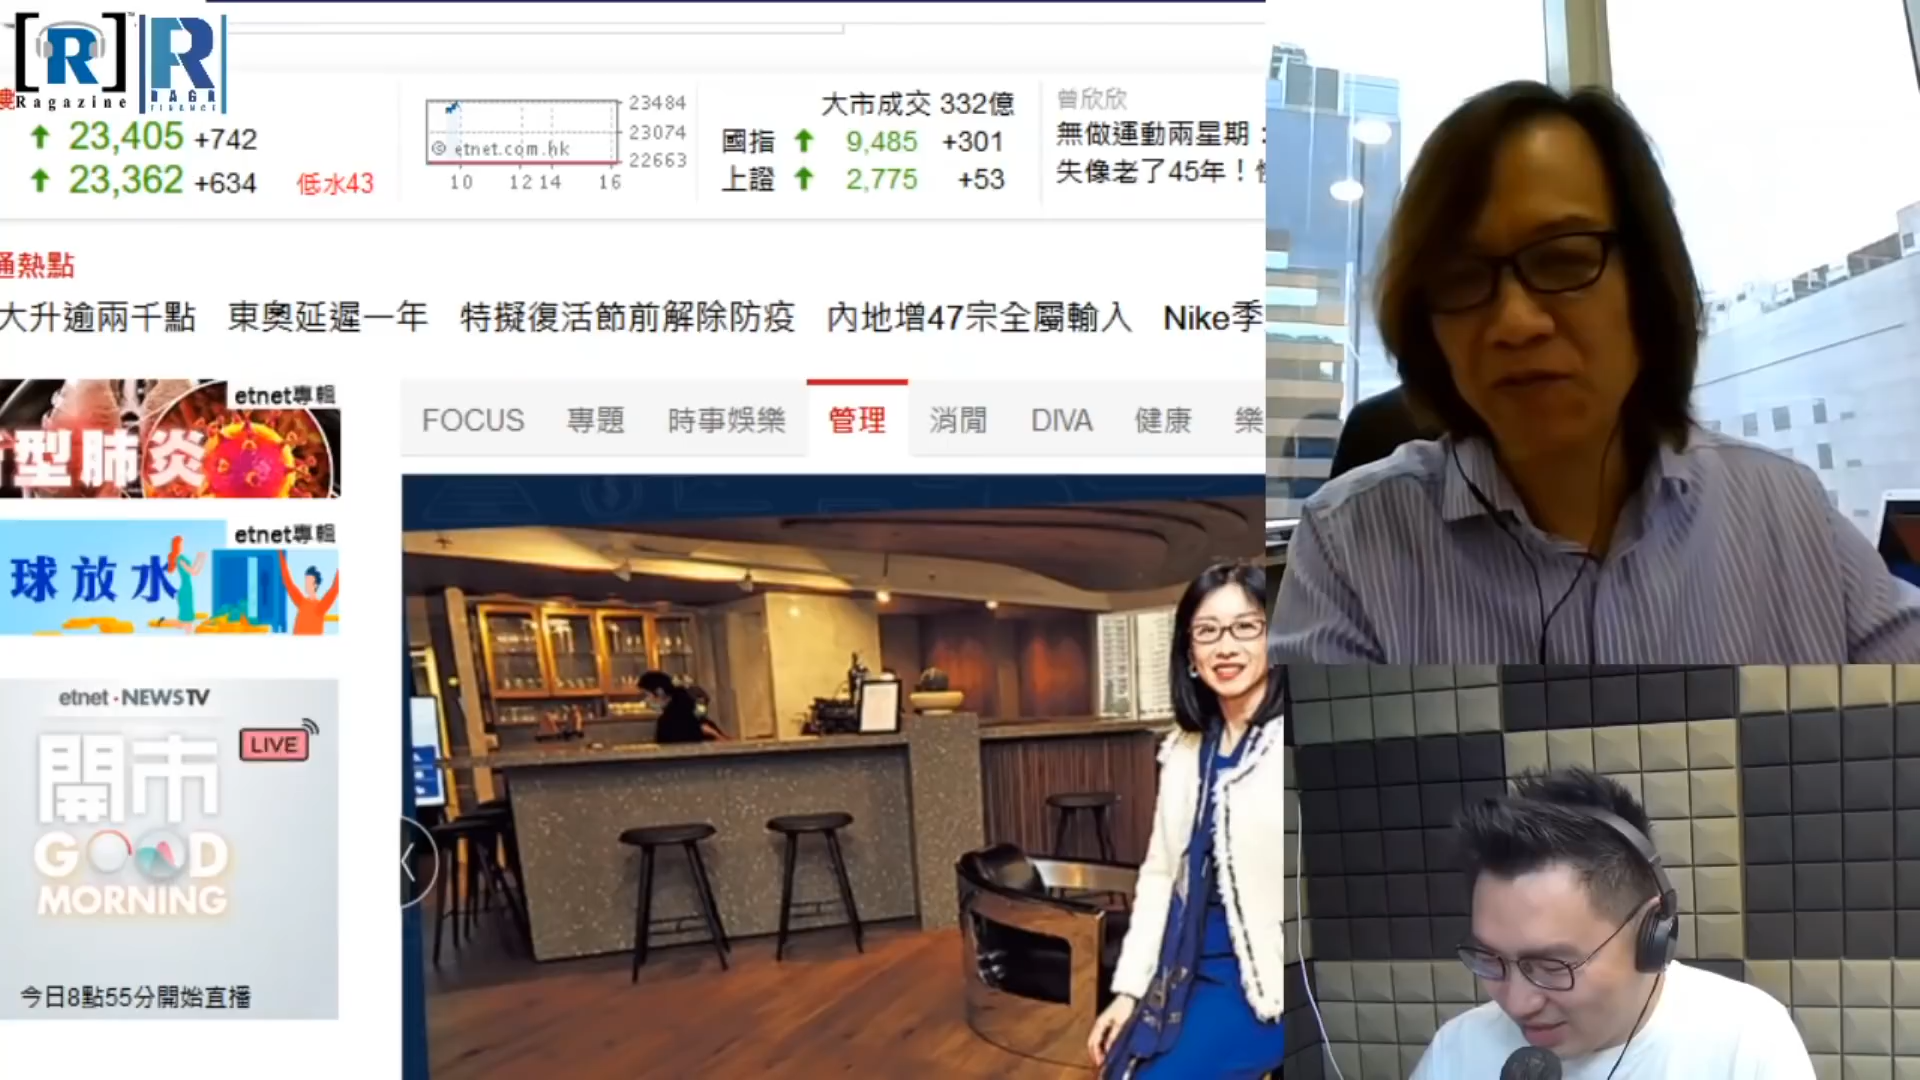 [R] R
Ragazine RAGA
FINANCE
23,405 +742
23,362 +634 低水43
23484
23074
22663
© etnet.com.hk
10 12 14 16
大市成交 332億
國指 9,485 +301
上證 2,775 +53
曾欣欣
無做運動兩星期：
失像老了45年！
通熱點
大升逾兩千點 東奧延遲一年 特擬復活節前解除防疫 內地增47宗全屬輸入 Nike季
etnet專輯
型肺炎
etnet專輯
球放水
FOCUS 專題 時事娛樂 管理 消閒 DIVA 健康 樂
etnet · NEWSTV
開市
LIVE
GOOD
MORNING
今日8點55分開始直播